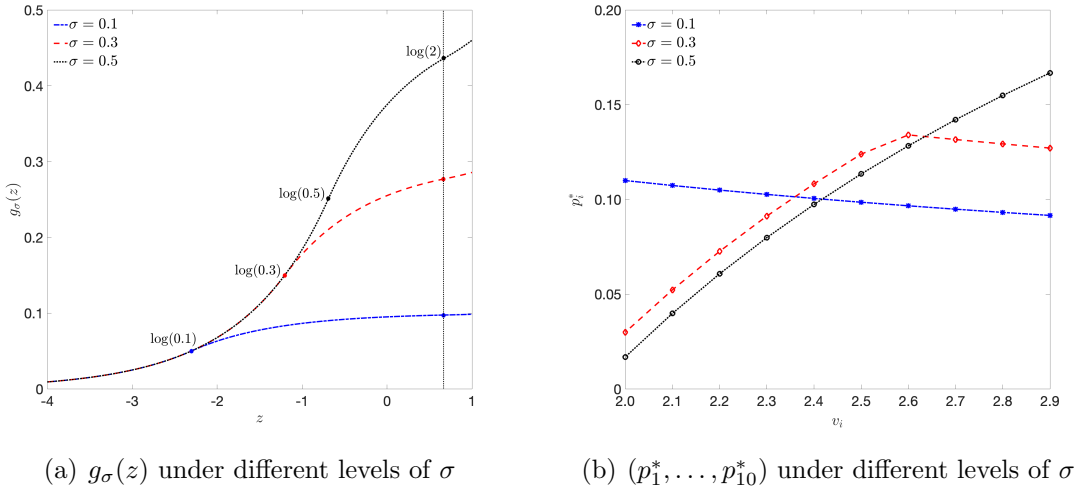 0.5
0.4
0.3
0.2
0.1
0
g_σ(z)
-4 -3 -2 -1 0 1
z
σ = 0.1
σ = 0.3
σ = 0.5
log(2)
log(0.5)
log(0.3)
log(0.1)
(a) g_σ(z) under different levels of σ
0.20
0.15
0.10
0.05
0
p_i^*
2.0 2.1 2.2 2.3 2.4 2.5 2.6 2.7 2.8 2.9
v_i
σ = 0.1
σ = 0.3
σ = 0.5
(b) (p_1^*, . . . , p_{10}^*) under different levels of σ